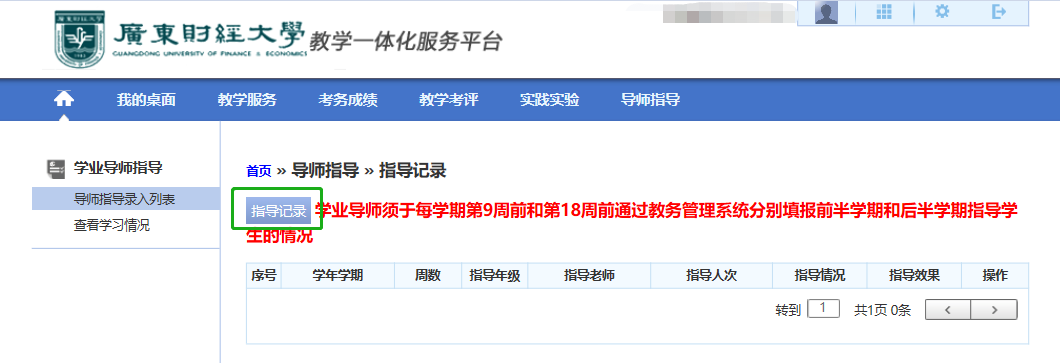 廣東財經大學 教学一体化服务平台
GUANGDONG UNIVERSITY OF FINANCE & ECONOMICS
我的桌面 教学服务 考务成绩 教学考评 实践实验 导师指导
学业导师指导
导师指导录入列表
查看学习情况
首页 » 导师指导 » 指导记录
指导记录 学业导师须于每学期第9周前和第18周前通过教务管理系统分别填报前半学期和后半学期指导学
生的情况
序号 学年学期 周数 指导年级 指导老师 指导人次 指导情况 指导效果 操作
转到 1 共1页 0条 < >